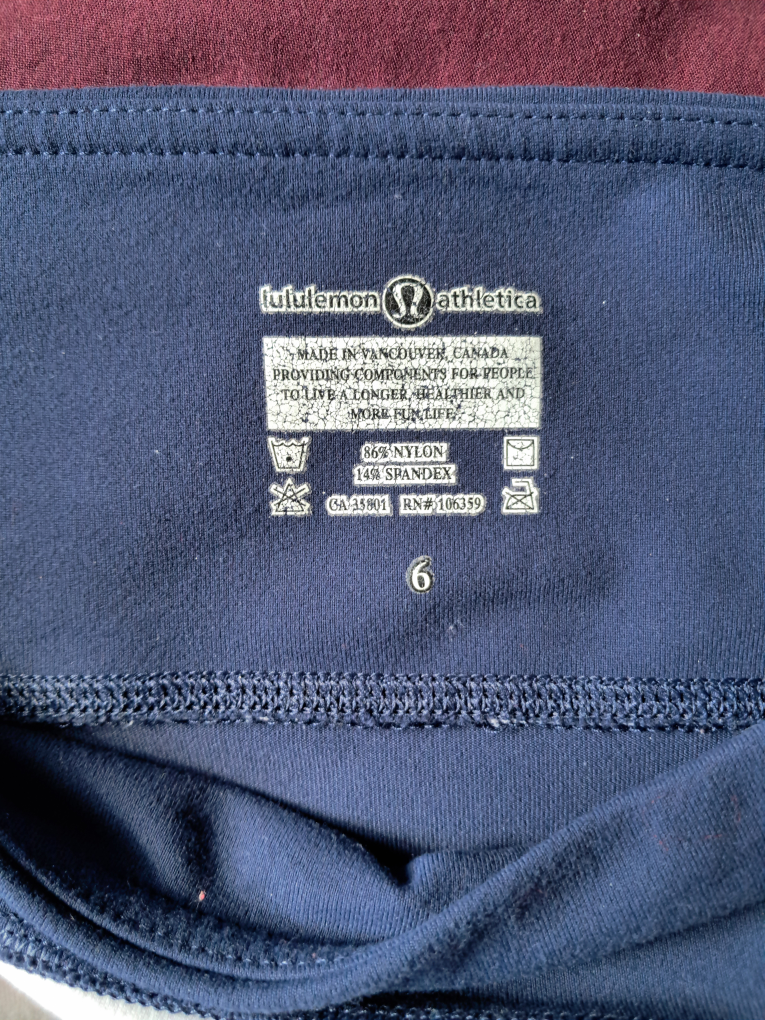 lululemon athletica
MADE IN VANCOUVER, CANADA
PROVIDING COMPONENTS FOR PEOPLE
TO LIVE A LONGER, HEALTHIER AND
MORE FUN LIFE.
86% NYLON
14% SPANDEX
CA 35801 RN# 106359
6